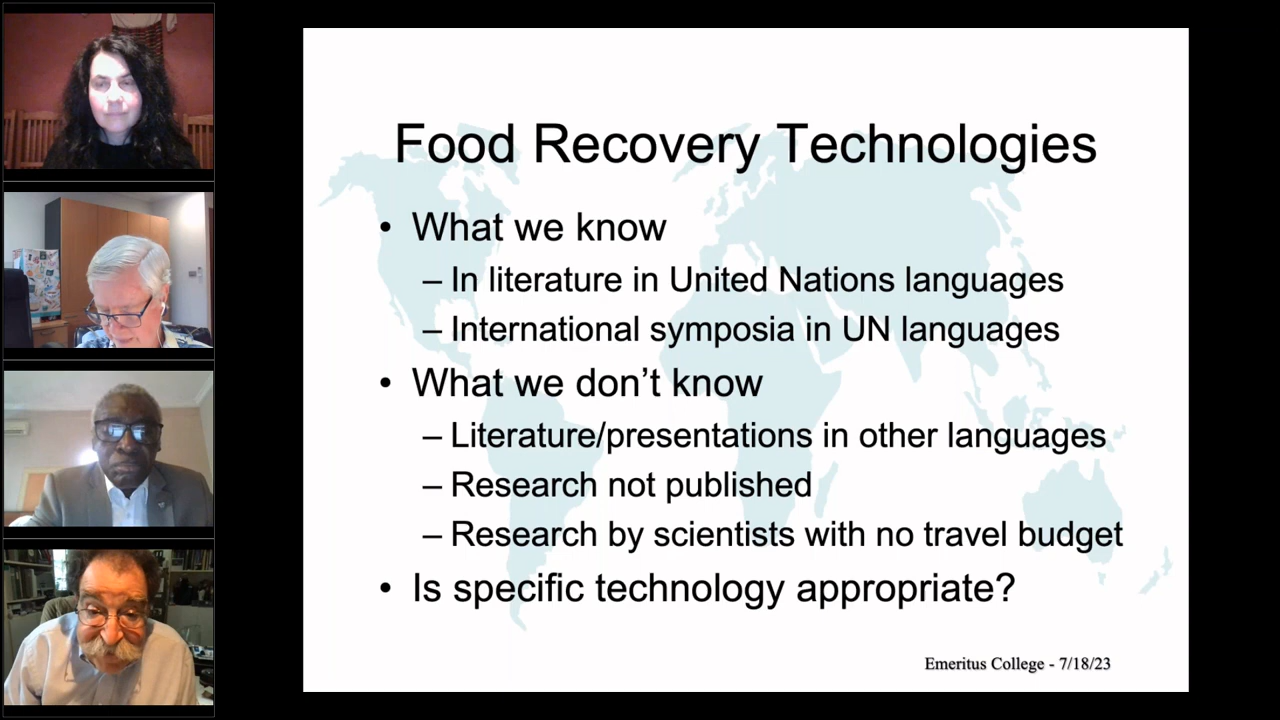 Food Recovery Technologies
• What we know
– In literature in United Nations languages
– International symposia in UN languages
• What we don’t know
– Literature/presentations in other languages
– Research not published
– Research by scientists with no travel budget
• Is specific technology appropriate?
Emeritus College - 7/18/23